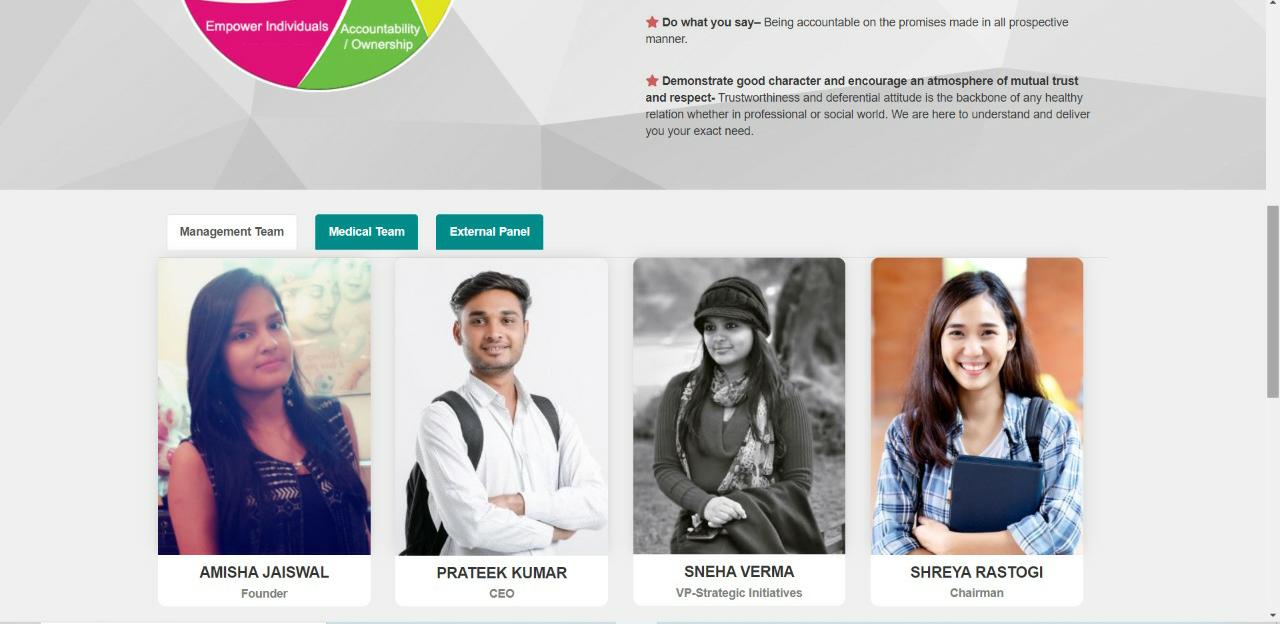 Empower Individuals
Accountability
/ Ownership
Do what you say– Being accountable on the promises made in all prospective
manner.
Demonstrate good character and encourage an atmosphere of mutual trust
and respect- Trustworthiness and deferential attitude is the backbone of any healthy
relation whether in professional or social world. We are here to understand and deliver
you your exact need.
Management Team
Medical Team
External Panel
AMISHA JAISWAL
Founder
PRATEEK KUMAR
CEO
SNEHA VERMA
VP-Strategic Initiatives
SHREYA RASTOGI
Chairman